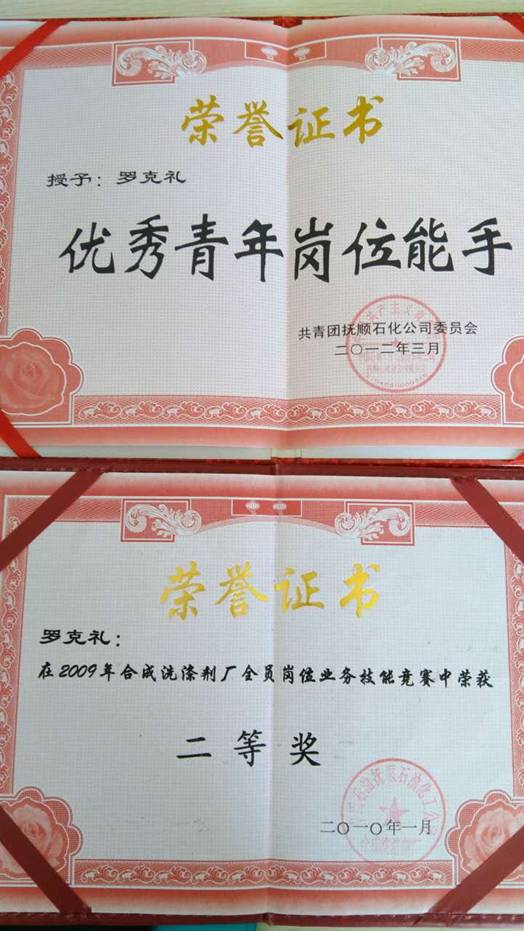 荣誉证书
授予：罗克礼
优秀青年岗位能手
共青团抚顺石化公司委员会
二〇一二年三月
荣誉证书
罗克礼：
在2009年合成洗涤剂厂全员岗位业务技能竞赛中荣获
二等奖
二〇一〇年一月